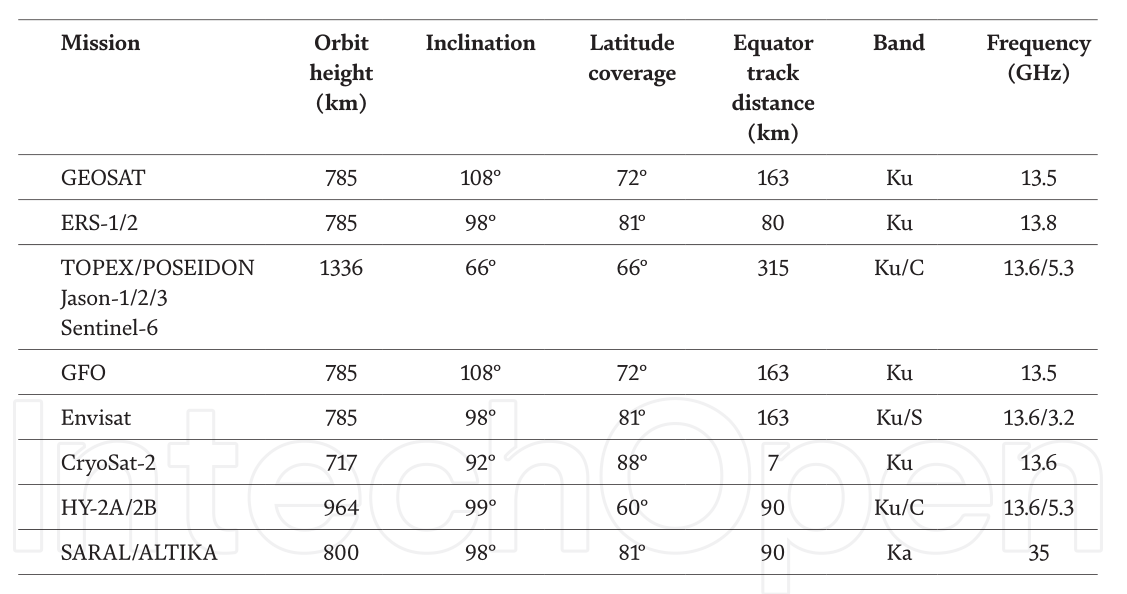 Mission Orbit height (km) Inclination Latitude coverage Equator track distance (km) Band Frequency (GHz)
GEOSAT 785 108° 72° 163 Ku 13.5
ERS-1/2 785 98° 81° 80 Ku 13.8
TOPEX/POSEIDON 1336 66° 66° 315 Ku/C 13.6/5.3
Jason-1/2/3
Sentinel-6
GFO 785 108° 72° 163 Ku 13.5
Envisat 785 98° 81° 163 Ku/S 13.6/3.2
CryoSat-2 717 92° 88° 7 Ku 13.6
HY-2A/2B 964 99° 60° 90 Ku/C 13.6/5.3
SARAL/ALTIKA 800 98° 81° 90 Ka 35
IntechOpen